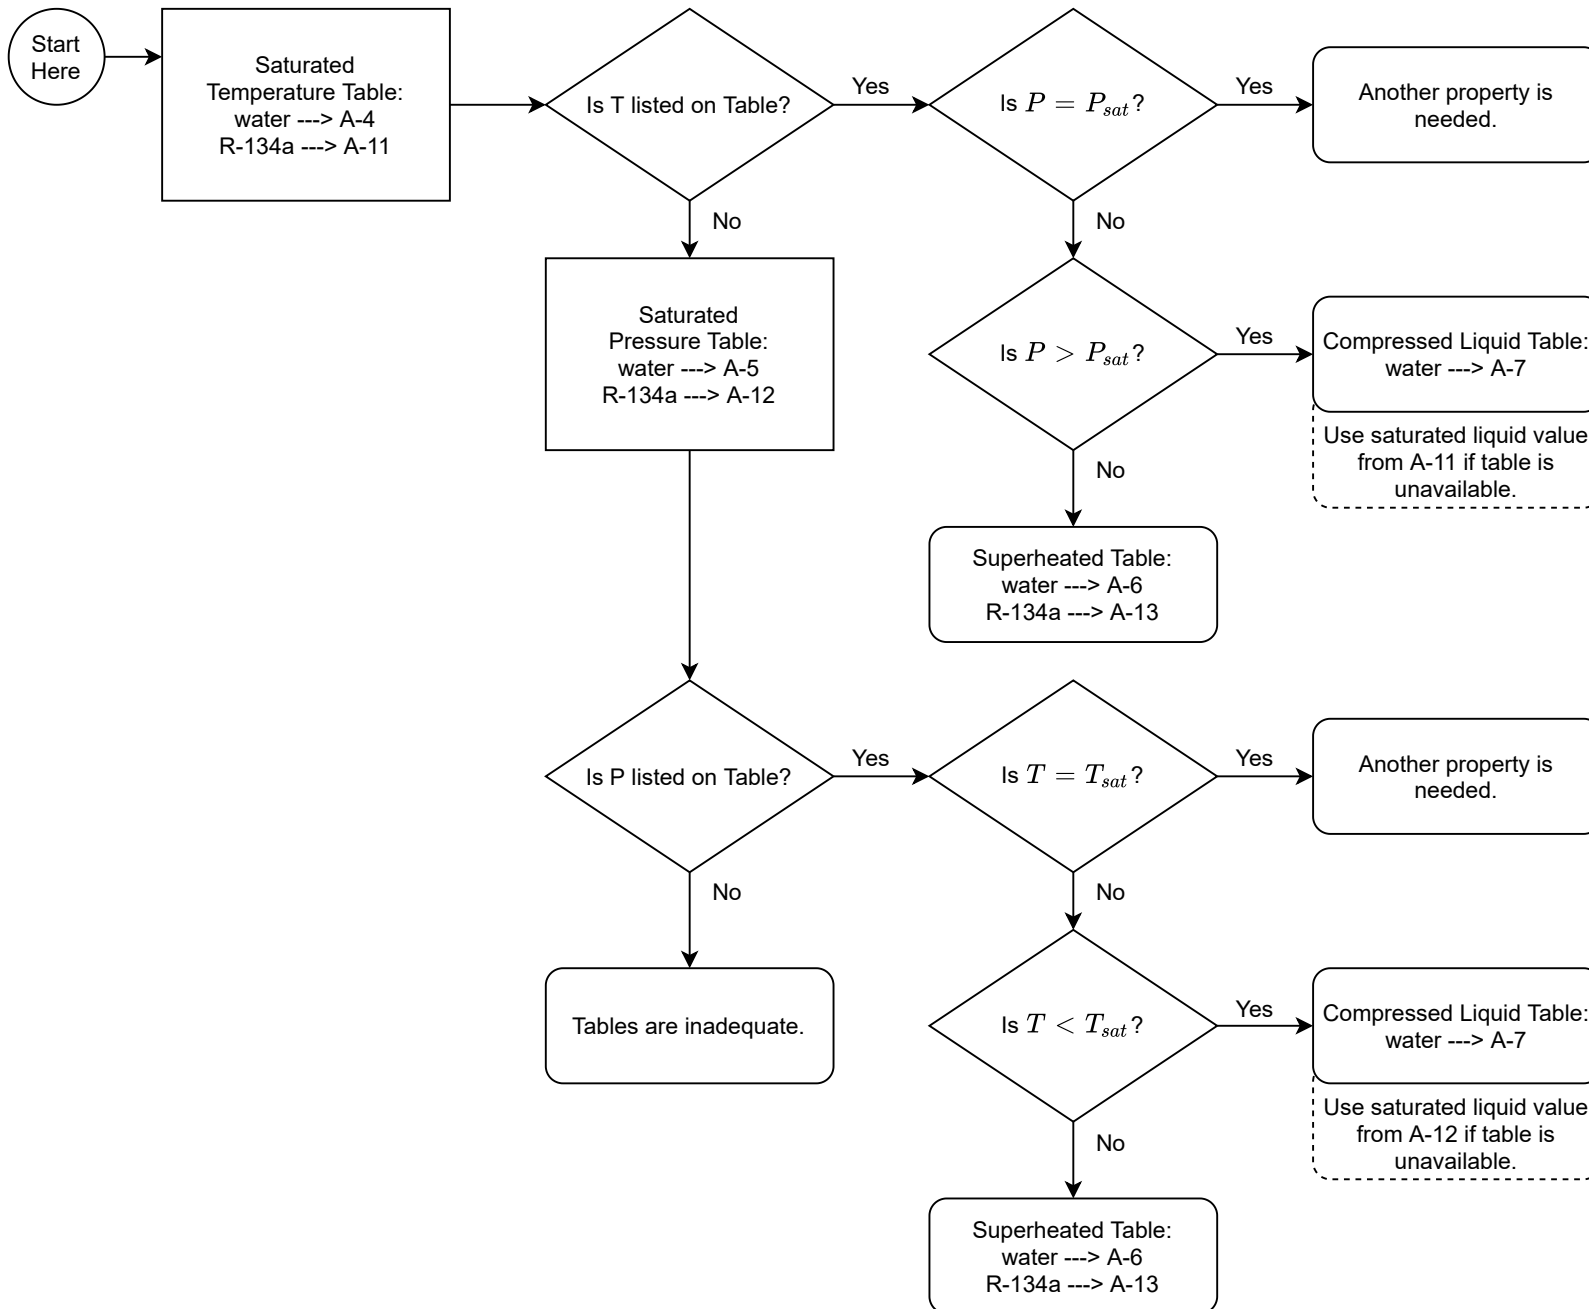 Start
Here
Saturated
Temperature Table:
water ---> A-4
R-134a ---> A-11
Is T listed on Table?
Yes
Is P = P_sat?
Yes
Another property is
needed.
No
No
Saturated
Pressure Table:
water ---> A-5
R-134a ---> A-12
Is P > P_sat?
Yes
Compressed Liquid Table:
water ---> A-7
Use saturated liquid value
from A-11 if table is
unavailable.
No
Superheated Table:
water ---> A-6
R-134a ---> A-13
Is P listed on Table?
Yes
Is T = T_sat?
Yes
Another property is
needed.
No
No
Tables are inadequate.
Is T < T_sat?
Yes
Compressed Liquid Table:
water ---> A-7
Use saturated liquid value
from A-12 if table is
unavailable.
No
Superheated Table:
water ---> A-6
R-134a ---> A-13